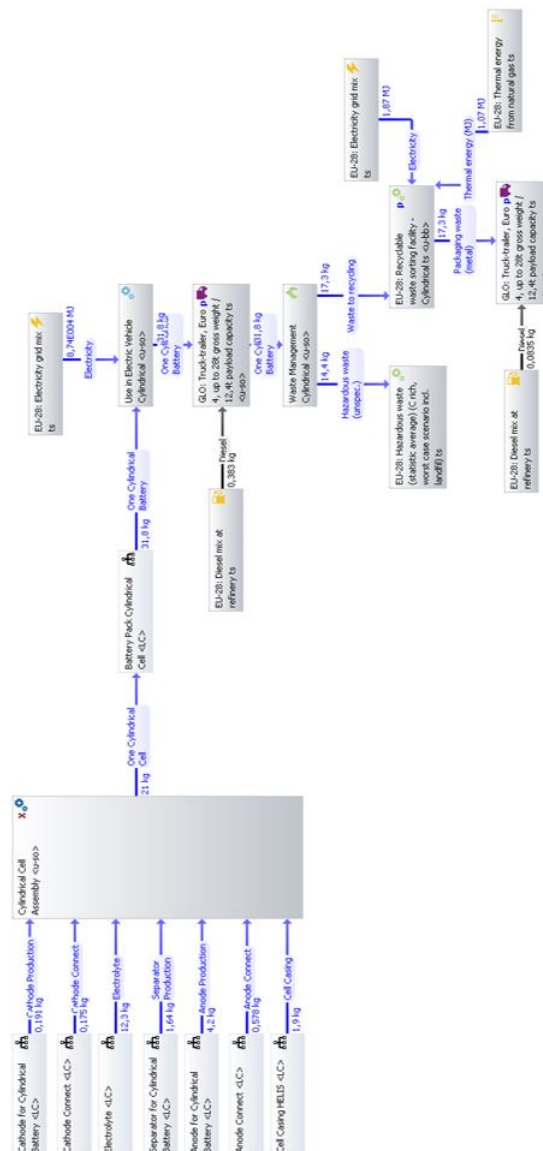 Cathode for Cylindrical
Battery <LC>
Cathode Production
0,191 kg
Cathode Connect <LC>
Cathode Connect
0,175 kg
Electrolyte <LC>
Electrolyte
12,3 kg
Separator for Cylindrical
Battery <LC>
Separator
Production
1,64 kg
Anode for Cylindrical
Battery <LC>
Anode Production
4,2 kg
Anode Connect <LC>
Anode Connect
0,578 kg
Cell Casing HELIS <LC>
Cell Casing
1,9 kg
Cylindrical Cell
Assembly <u-so>
One Cylindrical
Cell
21 kg
Battery Pack Cylindrical
Cell <LC>
One Cylindrical
Battery
31,8 kg
EU-28: Electricity grid mix
ts
Electricity
8,74E004 MJ
Use in Electric Vehicle
Cylindrical <u-so>
31,8 kg
Battery
GLO: Truck-trailer, Euro
4, up to 28t gross weight /
12,4t payload capacity ts
<u-so>
EU-28: Diesel mix at
refinery ts
Diesel
0,383 kg
31,8 kg
Battery
Waste Management
Cylindrical <u-so>
Hazardous waste
(unspec.)
14,4 kg
EU-28: Hazardous waste
(statistic average) (C rich,
worst case scenario incl.
landfill) ts
Waste to recycling
17,3 kg
EU-28: Electricity grid mix
ts
Electricity
1,87 MJ
EU-28: Recyclable
waste sorting facility -
Cylindrical ts <u-bb>
p
Thermal energy (MJ)
1,07 MJ
EU-28: Thermal energy
from natural gas ts
Packaging waste
(metal)
17,3 kg
GLO: Truck-trailer, Euro p
4, up to 28t gross weight /
12,4t payload capacity ts
EU-28: Diesel mix at
refinery ts
Diesel
0,0835 kg